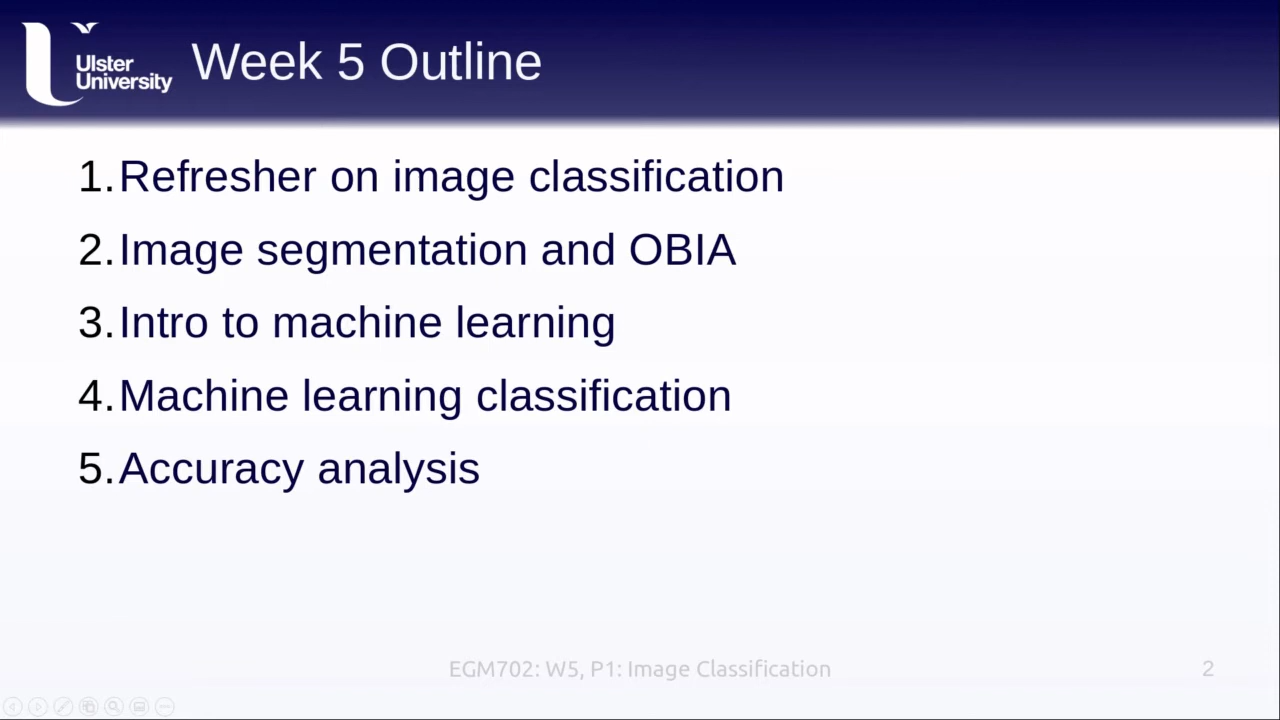 Ulster
University
Week 5 Outline
1. Refresher on image classification
2. Image segmentation and OBIA
3. Intro to machine learning
4. Machine learning classification
5. Accuracy analysis
EGM702: W5, P1: Image Classification
2